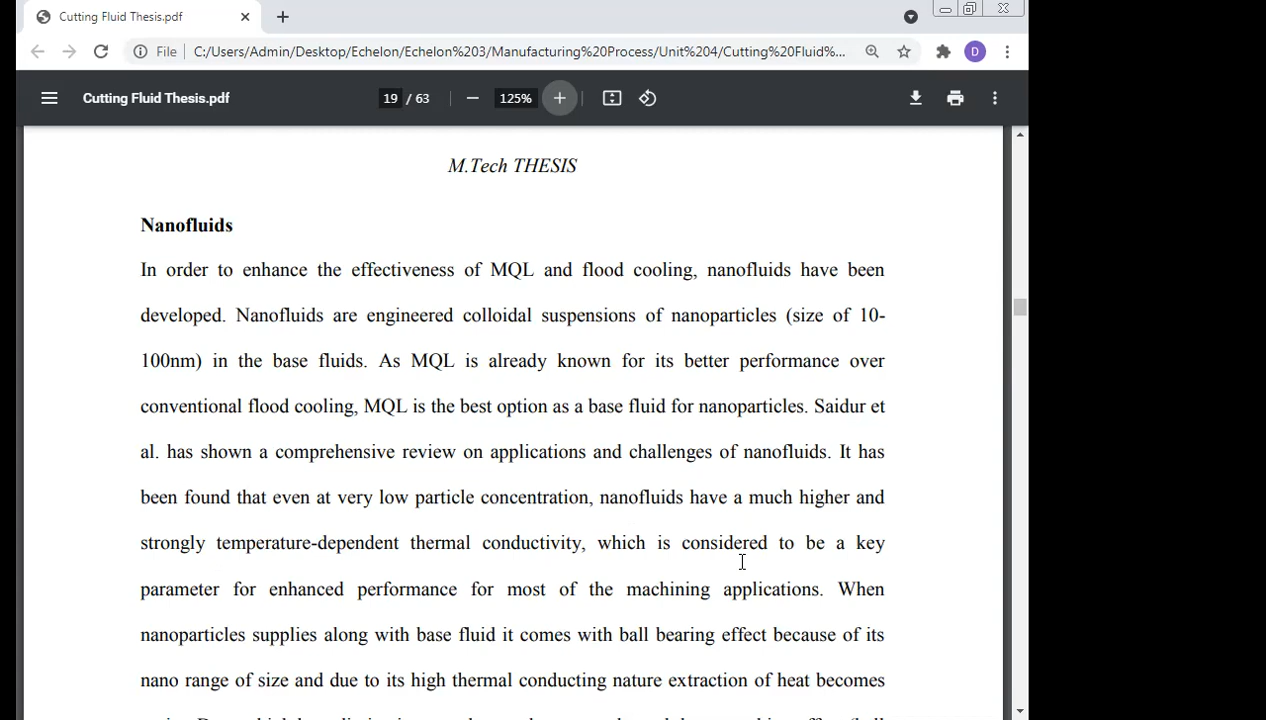 Cutting Fluid Thesis.pdf
File C:/Users/Admin/Desktop/Echelon/Echelon%203/Manufacturing%20Process/Unit%204/Cutting%20Fluid%...
D
Cutting Fluid Thesis.pdf 19 / 63 125%
M.Tech THESIS
Nanofluids
In order to enhance the effectiveness of MQL and flood cooling, nanofluids have been
developed. Nanofluids are engineered colloidal suspensions of nanoparticles (size of 10-
100nm) in the base fluids. As MQL is already known for its better performance over
conventional flood cooling, MQL is the best option as a base fluid for nanoparticles. Saidur et
al. has shown a comprehensive review on applications and challenges of nanofluids. It has
been found that even at very low particle concentration, nanofluids have a much higher and
strongly temperature-dependent thermal conductivity, which is considered to be a key
parameter for enhanced performance for most of the machining applications. When
nanoparticles supplies along with base fluid it comes with ball bearing effect because of its
nano range of size and due to its high thermal conducting nature extraction of heat becomes